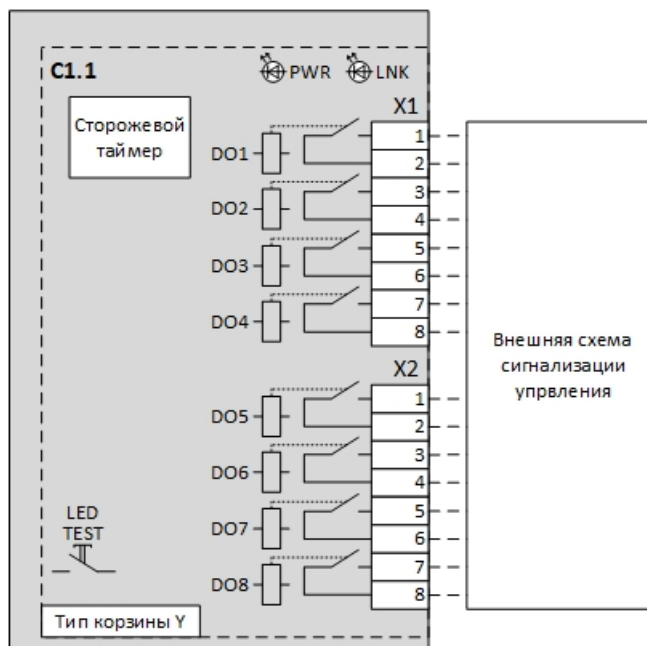 C1.1
PWR
LNK
Сторожевой
таймер
X1
DO1
1
2
DO2
3
4
DO3
5
6
DO4
7
8
X2
DO5
1
2
DO6
3
4
DO7
5
6
DO8
7
8
Внешняя схема
сигнализации
упрвления
LED
TEST
Тип корзины Y